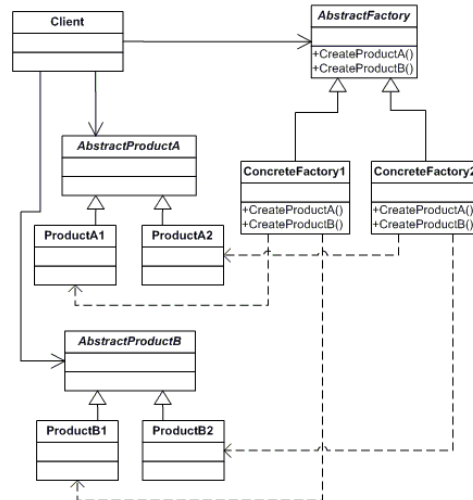 Client
AbstractFactory
+CreateProductA()
+CreateProductB()
AbstractProductA
ConcreteFactory1
+CreateProductA()
+CreateProductB()
ConcreteFactory2
+CreateProductA()
+CreateProductB()
ProductA1
ProductA2
AbstractProductB
ProductB1
ProductB2